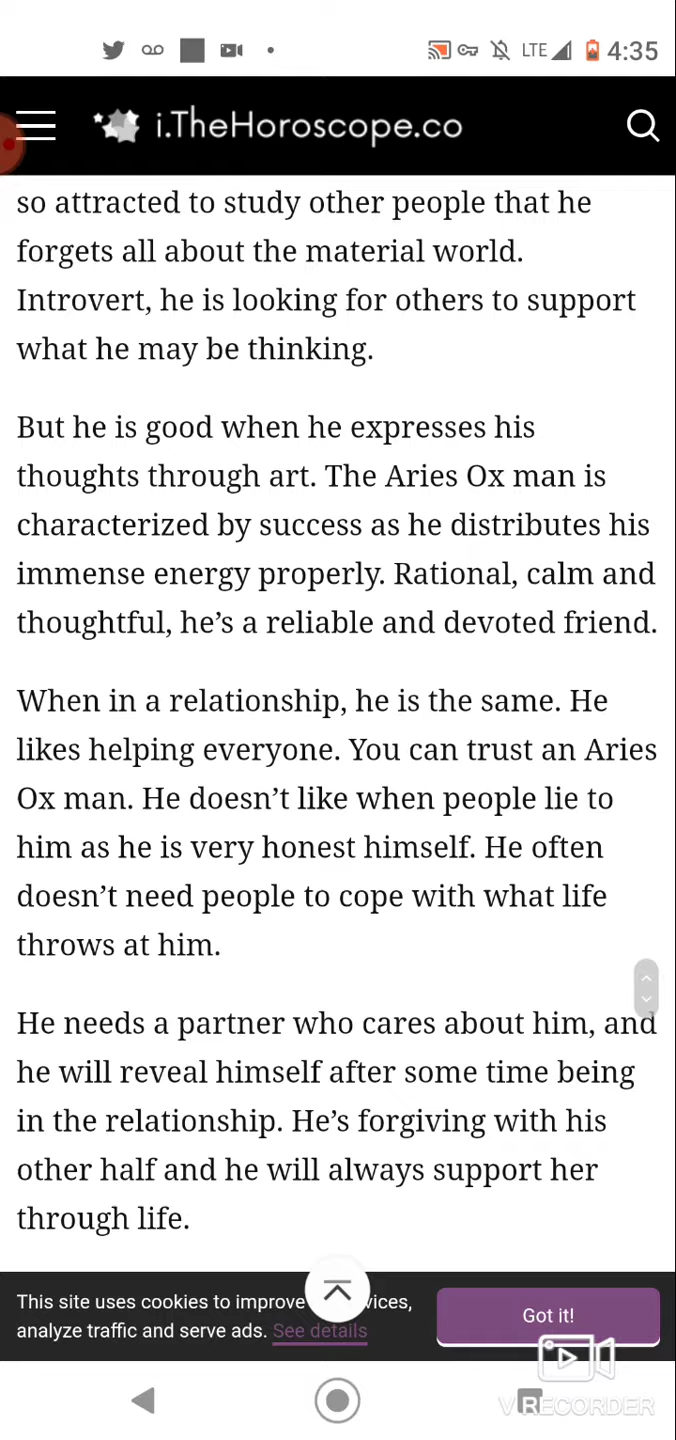 LTE 4:35
i.TheHoroscope.co
so attracted to study other people that he
forgets all about the material world.
Introvert, he is looking for others to support
what he may be thinking.
But he is good when he expresses his
thoughts through art. The Aries Ox man is
characterized by success as he distributes his
immense energy properly. Rational, calm and
thoughtful, he’s a reliable and devoted friend.
When in a relationship, he is the same. He
likes helping everyone. You can trust an Aries
Ox man. He doesn’t like when people lie to
him as he is very honest himself. He often
doesn’t need people to cope with what life
throws at him.
He needs a partner who cares about him, and
he will reveal himself after some time being
in the relationship. He’s forgiving with his
other half and he will always support her
through life.
This site uses cookies to improve vices,
analyze traffic and serve ads. See details
Got it!
VRECORDER